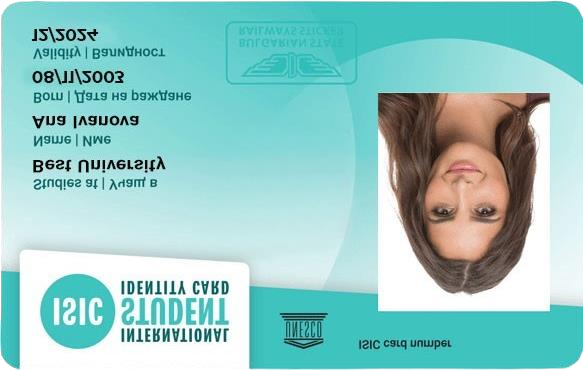 ISIC
INTERNATIONAL
STUDENT
IDENTITY CARD
UNESCO
ISIC card number
Studies at | Учащ в
Best University
Name | Име
Ana Ivanova
Born | Дата на раждане
08/11/2003
Validity | Валидност
12/2024
BULGARIAN STATE
RAILWAYS STICKER